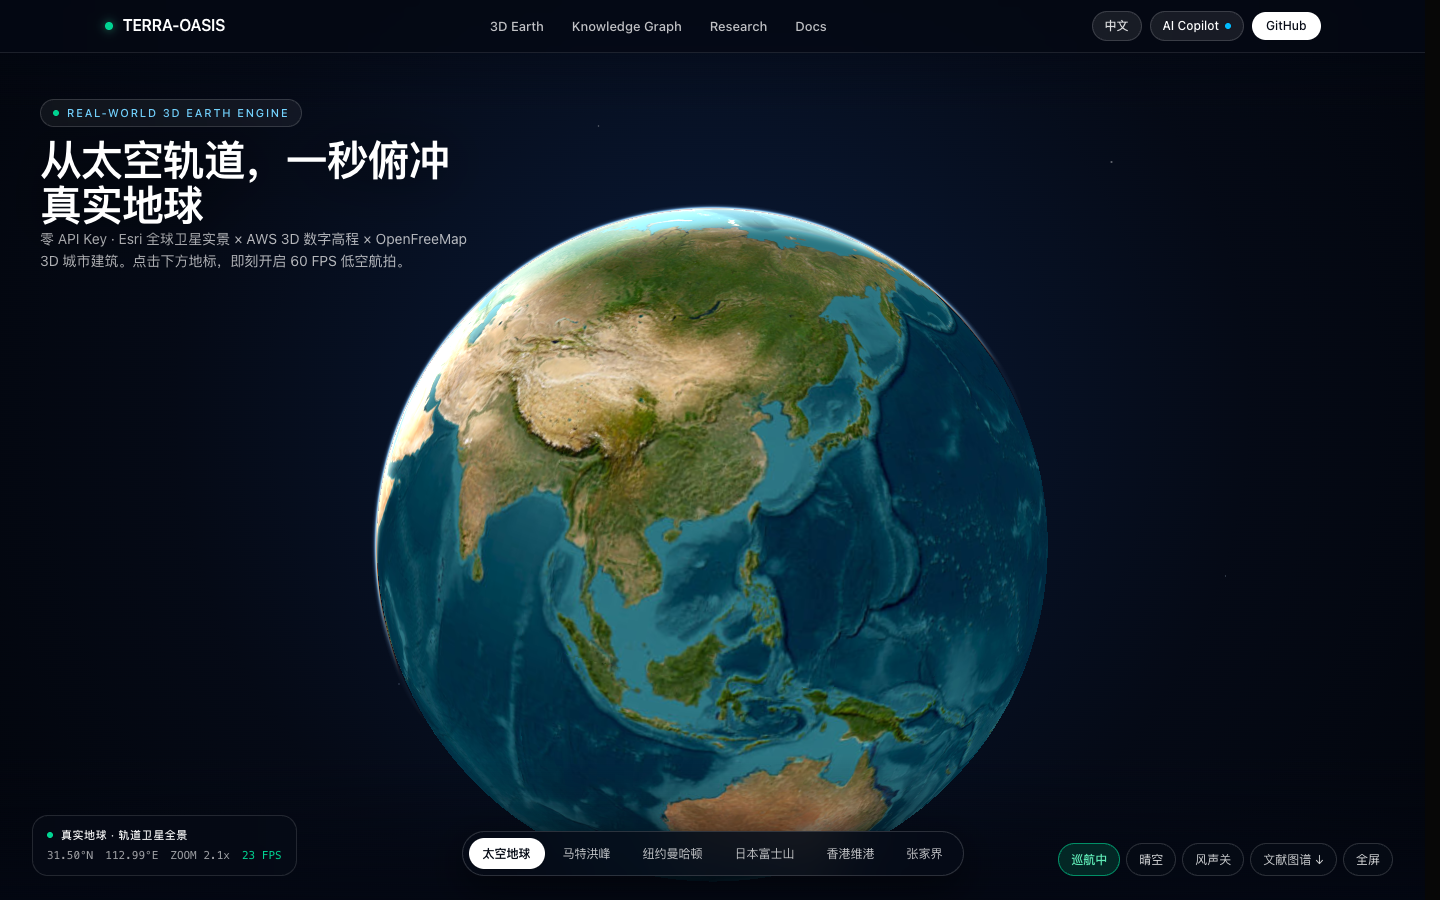 TERRA-OASIS
3D Earth Knowledge Graph Research Docs
中文 AI Copilot GitHub
REAL-WORLD 3D EARTH ENGINE
从太空轨道，一秒俯冲
真实地球
零 API Key · Esri 全球卫星实景 × AWS 3D 数字高程 × OpenFreeMap
3D 城市建筑。点击下方地标，即刻开启 60 FPS 低空航拍。
真实地球 · 轨道卫星全景
31.50°N 112.99°E ZOOM 2.1x 23 FPS
太空地球 马特洪峰 纽约曼哈顿 日本富士山 香港维港 张家界
巡航中 晴空 风声关 文献图谱 ↓ 全屏